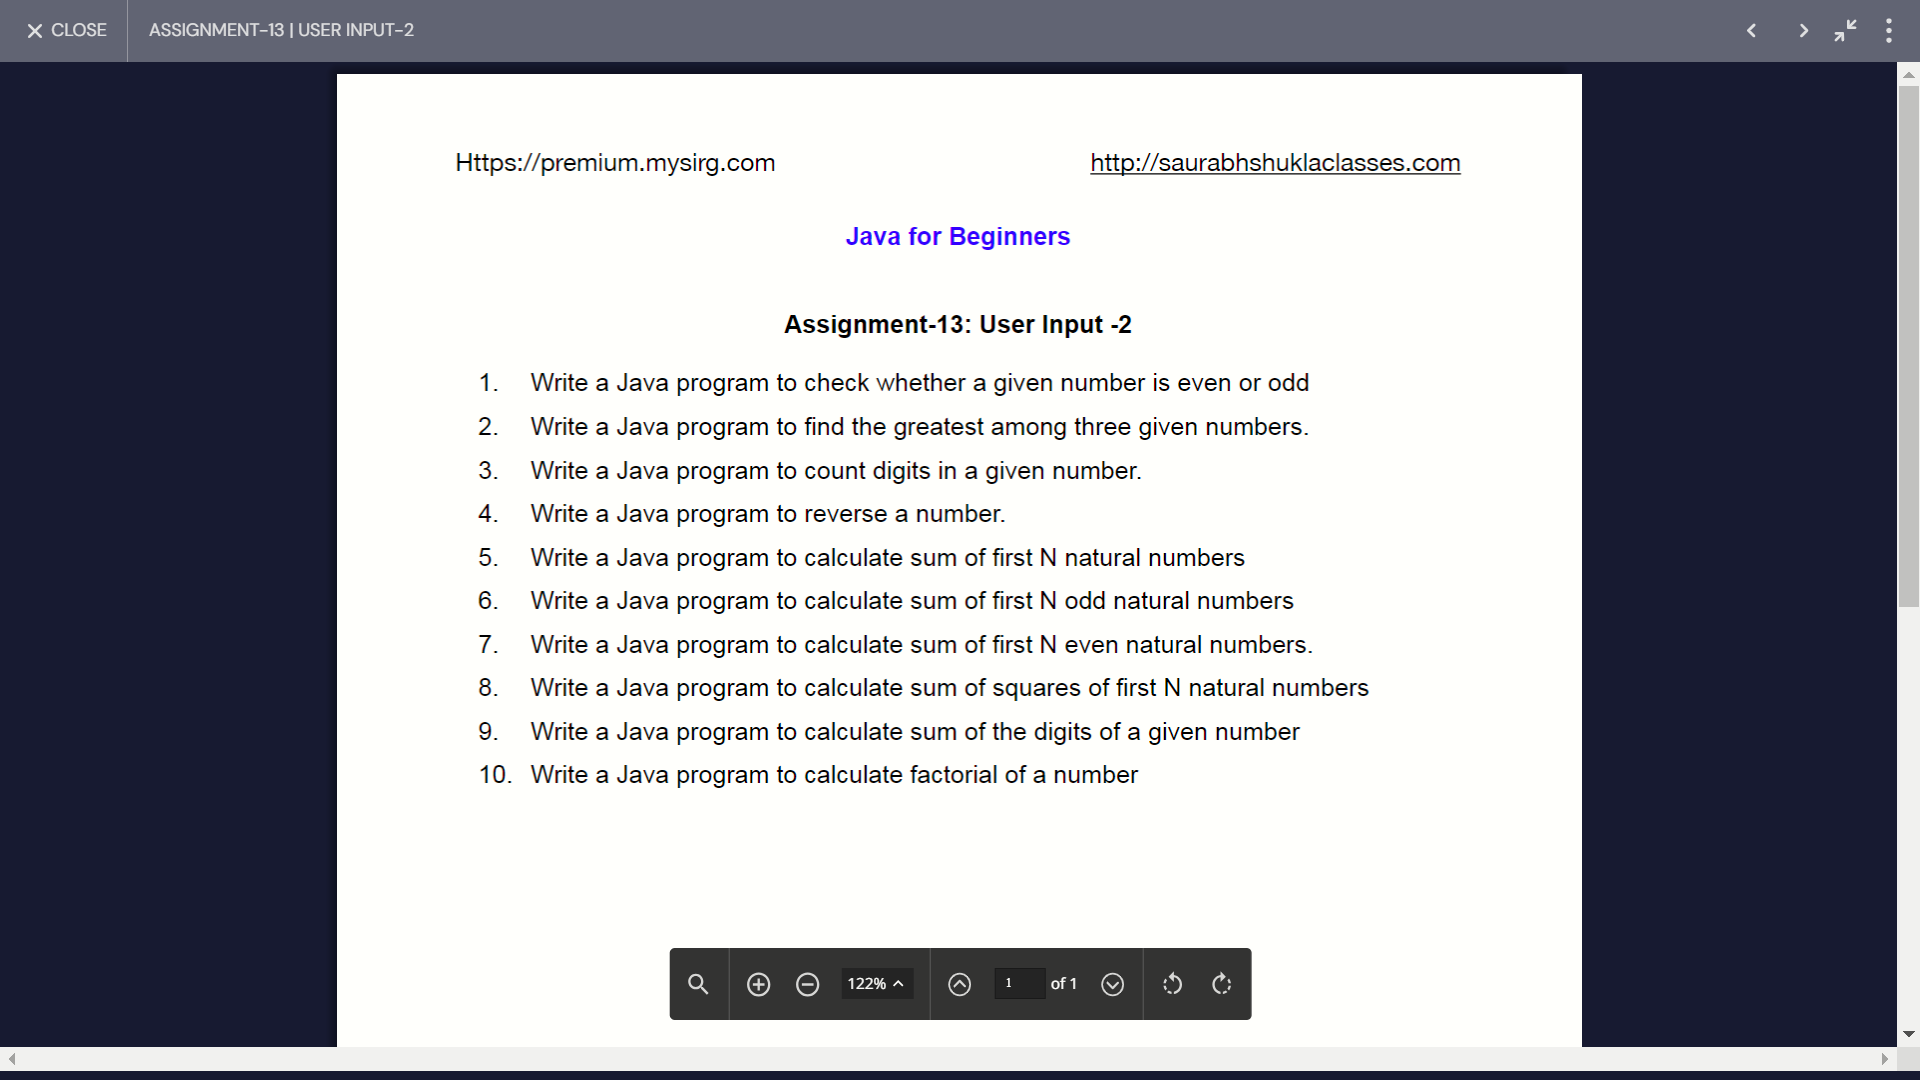 CLOSE
ASSIGNMENT-13 | USER INPUT-2
Https://premium.mysirg.com
http://saurabhshuklaclasses.com
Java for Beginners
Assignment-13: User Input -2
1. Write a Java program to check whether a given number is even or odd
2. Write a Java program to find the greatest among three given numbers.
3. Write a Java program to count digits in a given number.
4. Write a Java program to reverse a number.
5. Write a Java program to calculate sum of first N natural numbers
6. Write a Java program to calculate sum of first N odd natural numbers
7. Write a Java program to calculate sum of first N even natural numbers.
8. Write a Java program to calculate sum of squares of first N natural numbers
9. Write a Java program to calculate sum of the digits of a given number
10. Write a Java program to calculate factorial of a number
122%
1 of 1